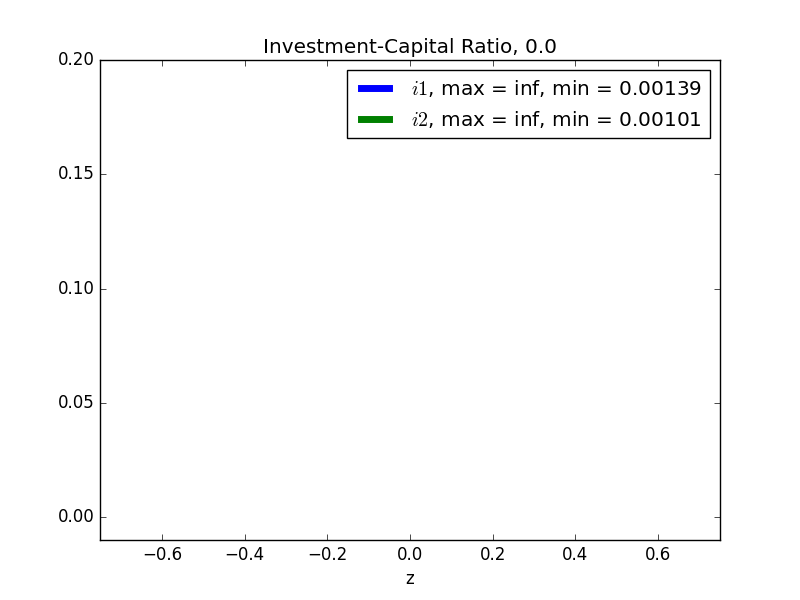 Investment-Capital Ratio, 0.0
i1, max = inf, min = 0.00139
i2, max = inf, min = 0.00101
0.20
0.15
0.10
0.05
0.00
−0.6 −0.4 −0.2 0.0 0.2 0.4 0.6
z